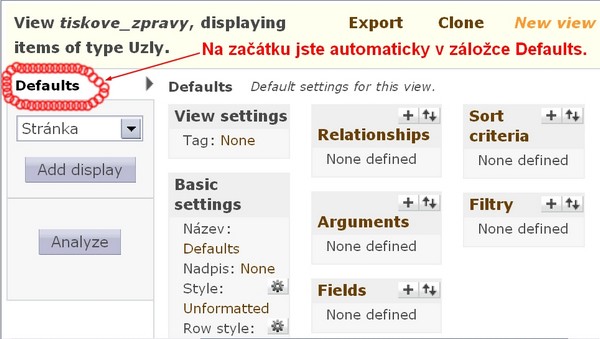 View tiskove_zpravy, displaying
items of type Uzly.
Export Clone New view
Na začátku jste automaticky v záložce Defaults.
Defaults
Stránka
Add display
Analyze
Defaults Default settings for this view.
View settings
Tag: None
Basic
settings
Název:
Defaults
Nadpis: None
Style:
Unformatted
Row style:
Relationships
None defined
Arguments
None defined
Fields
None defined
Sort
criteria
None defined
Filtry
None defined